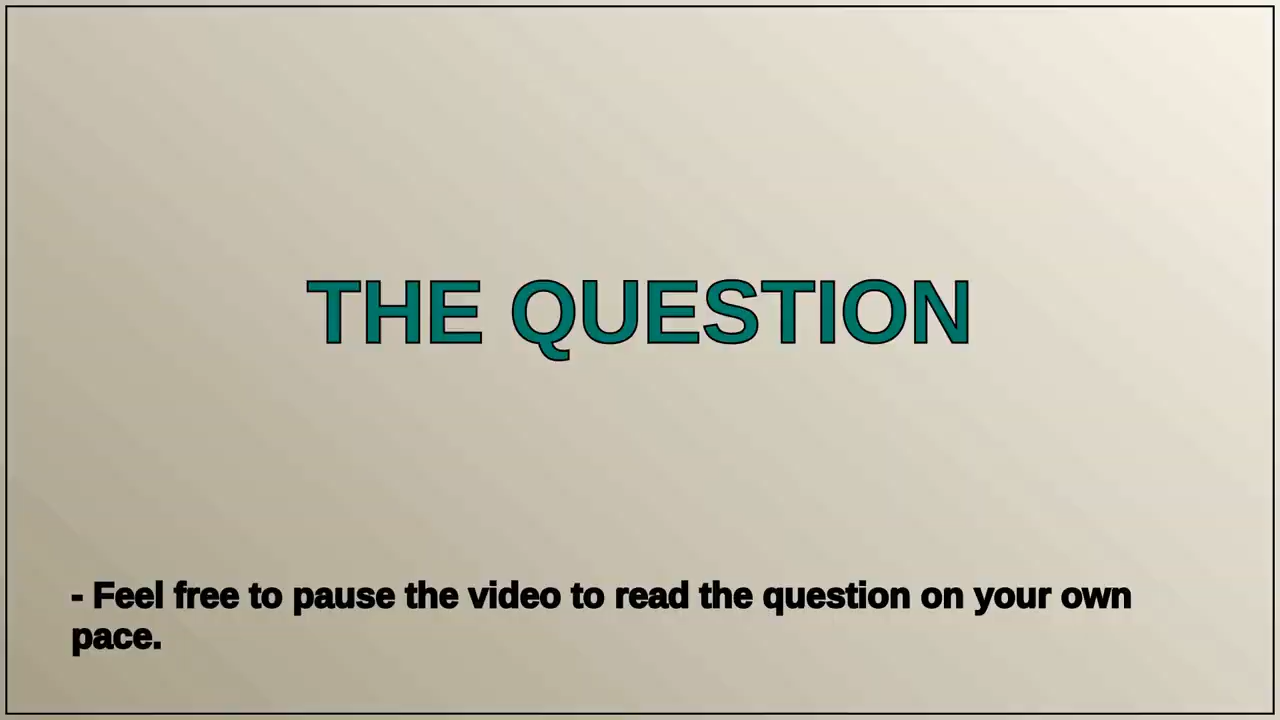 THE QUESTION
- Feel free to pause the video to read the question on your own
pace.